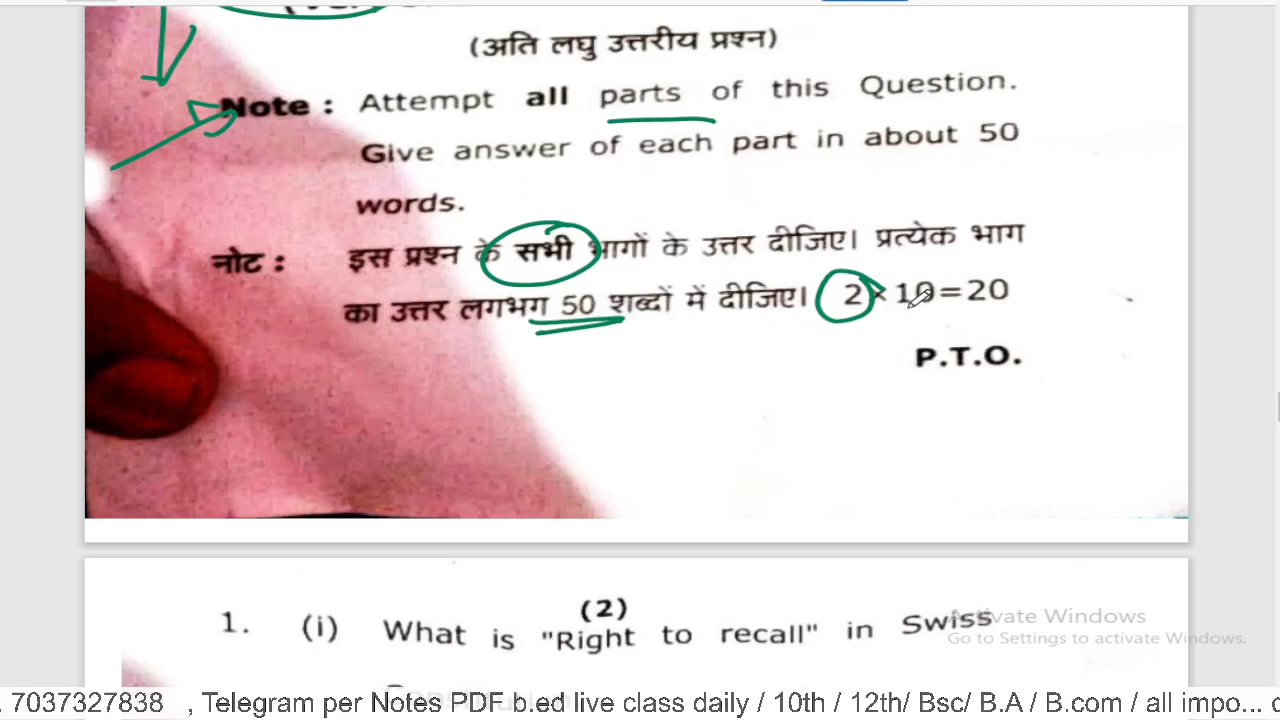 (अति लघु उत्तरीय प्रश्न)
Note : Attempt all parts of this Question.
Give answer of each part in about 50
words.
नोट : इस प्रश्न के सभी भागों के उत्तर दीजिए। प्रत्येक भाग
का उत्तर लगभग 50 शब्दों में दीजिए। 2×10=20
P.T.O.
(2)
1. (i) What is "Right to recall" in Swiss
Activate Windows
Go to Settings to activate Windows.
. 7037327838 , Telegram per Notes PDF b.ed live class daily / 10th / 12th/ Bsc/ B.A / B.com / all impo...